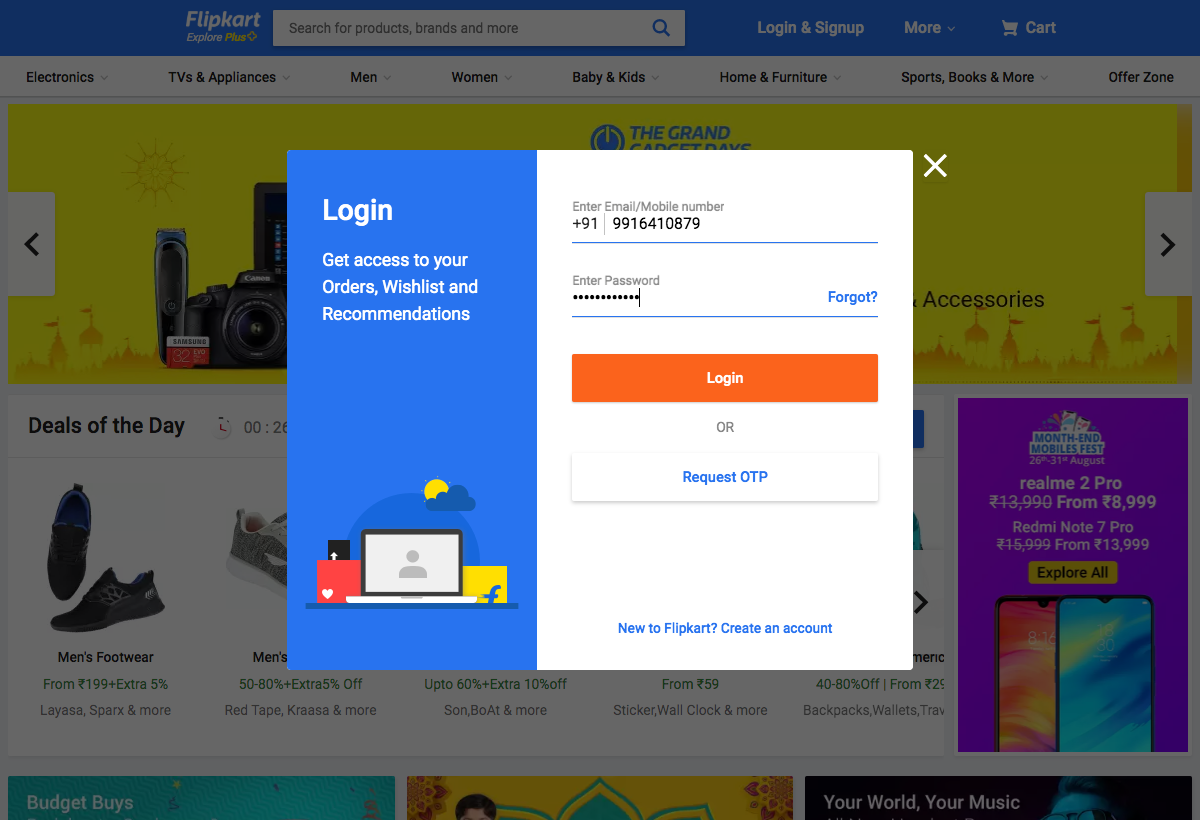 Flipkart
Explore Plus
Search for products, brands and more
Login & Signup
More
Cart
Electronics
TVs & Appliances
Men
Women
Baby & Kids
Home & Furniture
Sports, Books & More
Offer Zone
THE GRAND
GADGET DAYS
Canon
SAMSUNG
32 EVO
& Accessories
Login
Get access to your
Orders, Wishlist and
Recommendations
Enter Email/Mobile number
+91 9916410879
Enter Password
••••••••••••
Forgot?
Login
OR
Request OTP
New to Flipkart? Create an account
Deals of the Day
00 : 26
Men's Footwear
From ₹199+Extra 5%
Layasa, Sparx & more
Men's
50-80%+Extra5% Off
Red Tape, Kraasa & more
Upto 60%+Extra 10%off
Son,BoAt & more
From ₹59
Sticker,Wall Clock & more
40-80%Off | From ₹29
Backpacks,Wallets,Trav
MONTH-END
MOBILES FEST
26th-31st August
realme 2 Pro
₹13,990 From ₹8,999
Redmi Note 7 Pro
₹15,999 From ₹13,999
Explore All
8:16
Budget Buys
Your World, Your Music